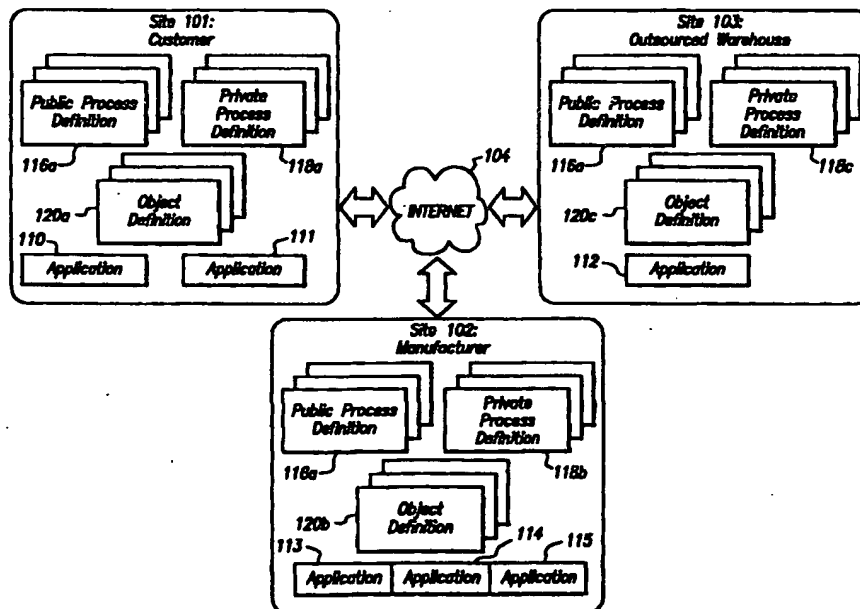 Site 101:
Customer
Public Process
Definition
Private
Process
Definition
116a
118a
Object
Definition
120a
110
111
Application
Application
104
INTERNET
Site 103:
Outsourced Warehouse
Public Process
Definition
Private
Process
Definition
116a
118c
Object
Definition
120c
112
Application
Site 102:
Manufacturer
Public Process
Definition
Private
Process
Definition
116a
118b
Object
Definition
120b
113
114
115
Application
Application
Application